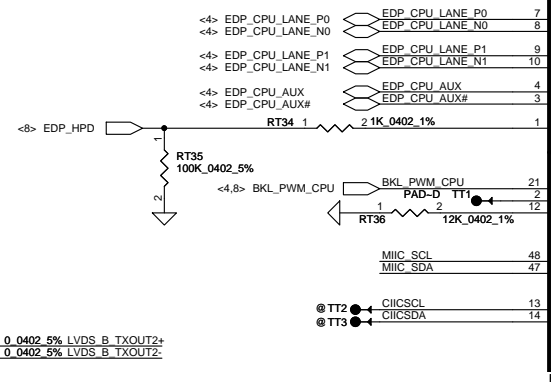 <4> EDP_CPU_LANE_P0 EDP_CPU_LANE_P0 7
<4> EDP_CPU_LANE_N0 EDP_CPU_LANE_N0 8
<4> EDP_CPU_LANE_P1 EDP_CPU_LANE_P1 9
<4> EDP_CPU_LANE_N1 EDP_CPU_LANE_N1 10
<4> EDP_CPU_AUX EDP_CPU_AUX 4
<4> EDP_CPU_AUX# EDP_CPU_AUX# 3
<8> EDP_HPD RT34 1 2 1K_0402_1% 1
1
RT35
100K_0402_5%
2
<4,8> BKL_PWM_CPU BKL_PWM_CPU 21
PAD~D TT1 2
1 2 12
RT36 12K_0402_1%
MIIC_SCL 48
MIIC_SDA 47
@ TT2 CIICSCL 13
@ TT3 CIICSDA 14
0_0402_5% LVDS_B_TXOUT2+
0_0402_5% LVDS_B_TXOUT2-